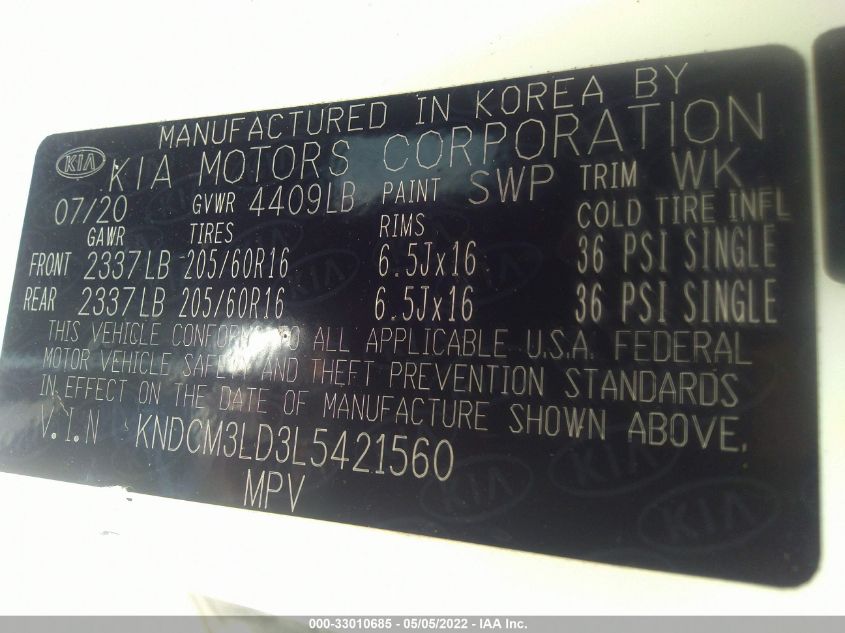 MANUFACTURED IN KOREA BY
KIA KIA MOTORS CORPORATION
07/20 GVWR 4409LB PAINT SWP TRIM WK
GAWR TIRES RIMS COLD TIRE INFL
FRONT 2337LB 205/60R16 6.5Jx16 36 PSI SINGLE
REAR 2337LB 205/60R16 6.5Jx16 36 PSI SINGLE
THIS VEHICLE CONFORMS TO ALL APPLICABLE U.S.A. FEDERAL
MOTOR VEHICLE SAFETY AND THEFT PREVENTION STANDARDS
IN EFFECT ON THE DATE OF MANUFACTURE SHOWN ABOVE.
V.I.N KNDCM3LD3L5421560
MPV
KIA
000-33010685 - 05/05/2022 - IAA Inc.